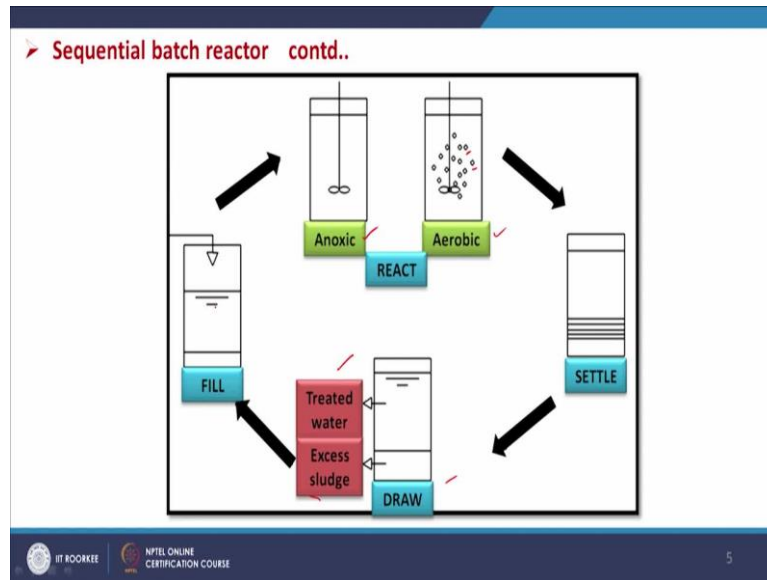 Sequential batch reactor contd..
Anoxic
Aerobic
REACT
FILL
SETTLE
Treated
water
Excess
sludge
DRAW
IIT ROORKEE
NPTEL ONLINE
CERTIFICATION COURSE
5